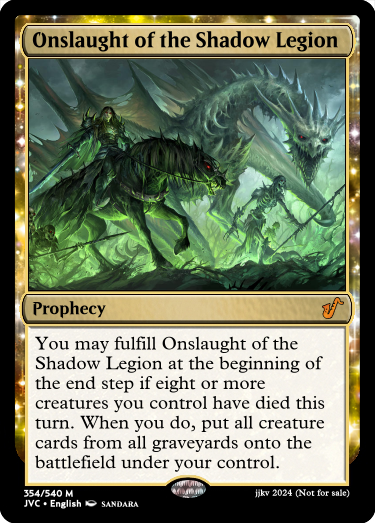 Onslaught of the Shadow Legion
Prophecy
You may fulfill Onslaught of the
Shadow Legion at the beginning of
the end step if eight or more
creatures you control have died this
turn. When you do, put all creature
cards from all graveyards onto the
battlefield under your control.
354/540 M
JVC • English SANDARA
jjkv 2024 (Not for sale)